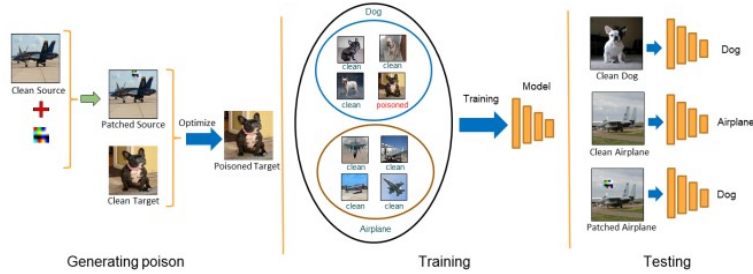 Clean Source
Patched Source
Clean Target
Optimize
Poisoned Target
Generating poison
Dog
clean
clean
clean
poisoned
clean
clean
clean
clean
Airplane
Training
Model
Training
Clean Dog
Dog
Clean Airplane
Airplane
Patched Airplane
Dog
Testing